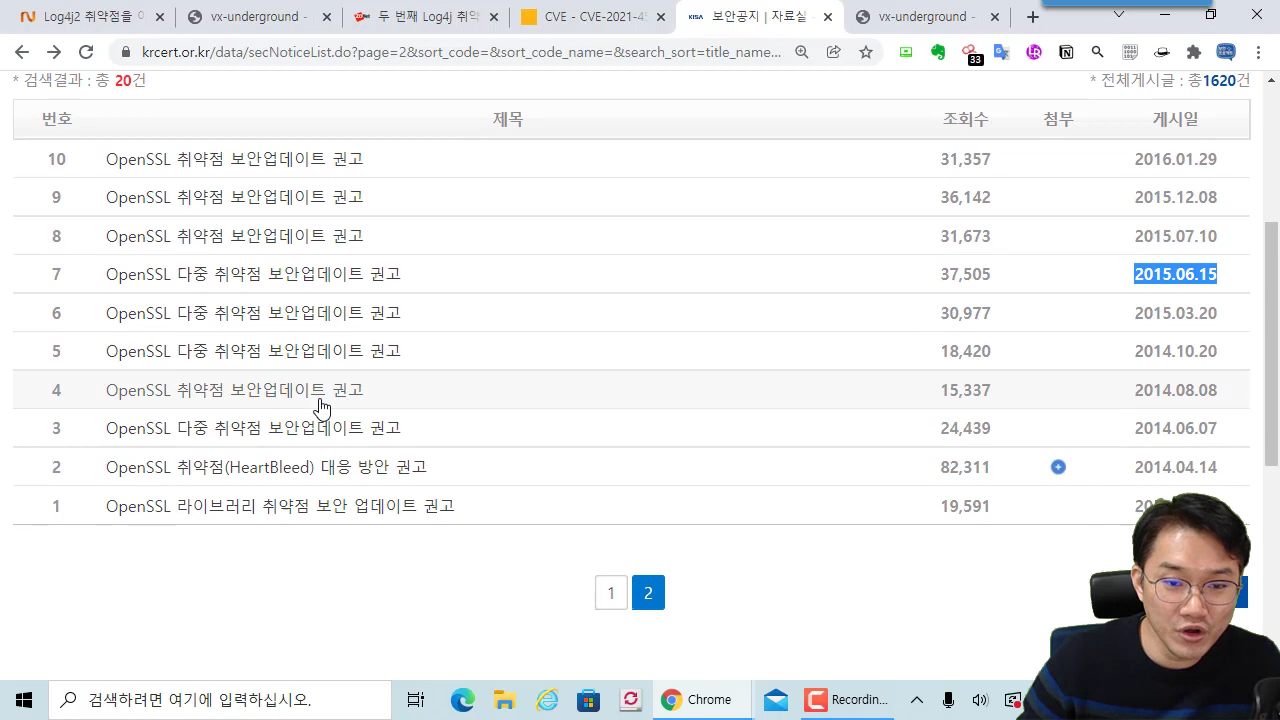 Log4j2 취약점을
vx-underground -
ZDNet
두 번째 Log4j 취약
CVE - CVE-2021-45
KISA
보안공지 | 자료실
vx-underground -
krcert.or.kr/data/secNoticeList.do?page=2&sort_code=&sort_code_name=&search_sort=title_name...
33
* 검색결과 : 총 20건
* 전체게시글 : 총1620건
번호 제목 조회수 첨부 게시일
10 OpenSSL 취약점 보안업데이트 권고 31,357 2016.01.29
9 OpenSSL 취약점 보안업데이트 권고 36,142 2015.12.08
8 OpenSSL 취약점 보안업데이트 권고 31,673 2015.07.10
7 OpenSSL 다중 취약점 보안업데이트 권고 37,505 2015.06.15
6 OpenSSL 다중 취약점 보안업데이트 권고 30,977 2015.03.20
5 OpenSSL 다중 취약점 보안업데이트 권고 18,420 2014.10.20
4 OpenSSL 취약점 보안업데이트 권고 15,337 2014.08.08
3 OpenSSL 다중 취약점 보안업데이트 권고 24,439 2014.06.07
2 OpenSSL 취약점(HeartBleed) 대응 방안 권고 82,311 2014.04.14
1 OpenSSL 라이브러리 취약점 보안 업데이트 권고 19,591
1 2
검색하려면 여기에 입력하십시오.
Chrome
Recordin...